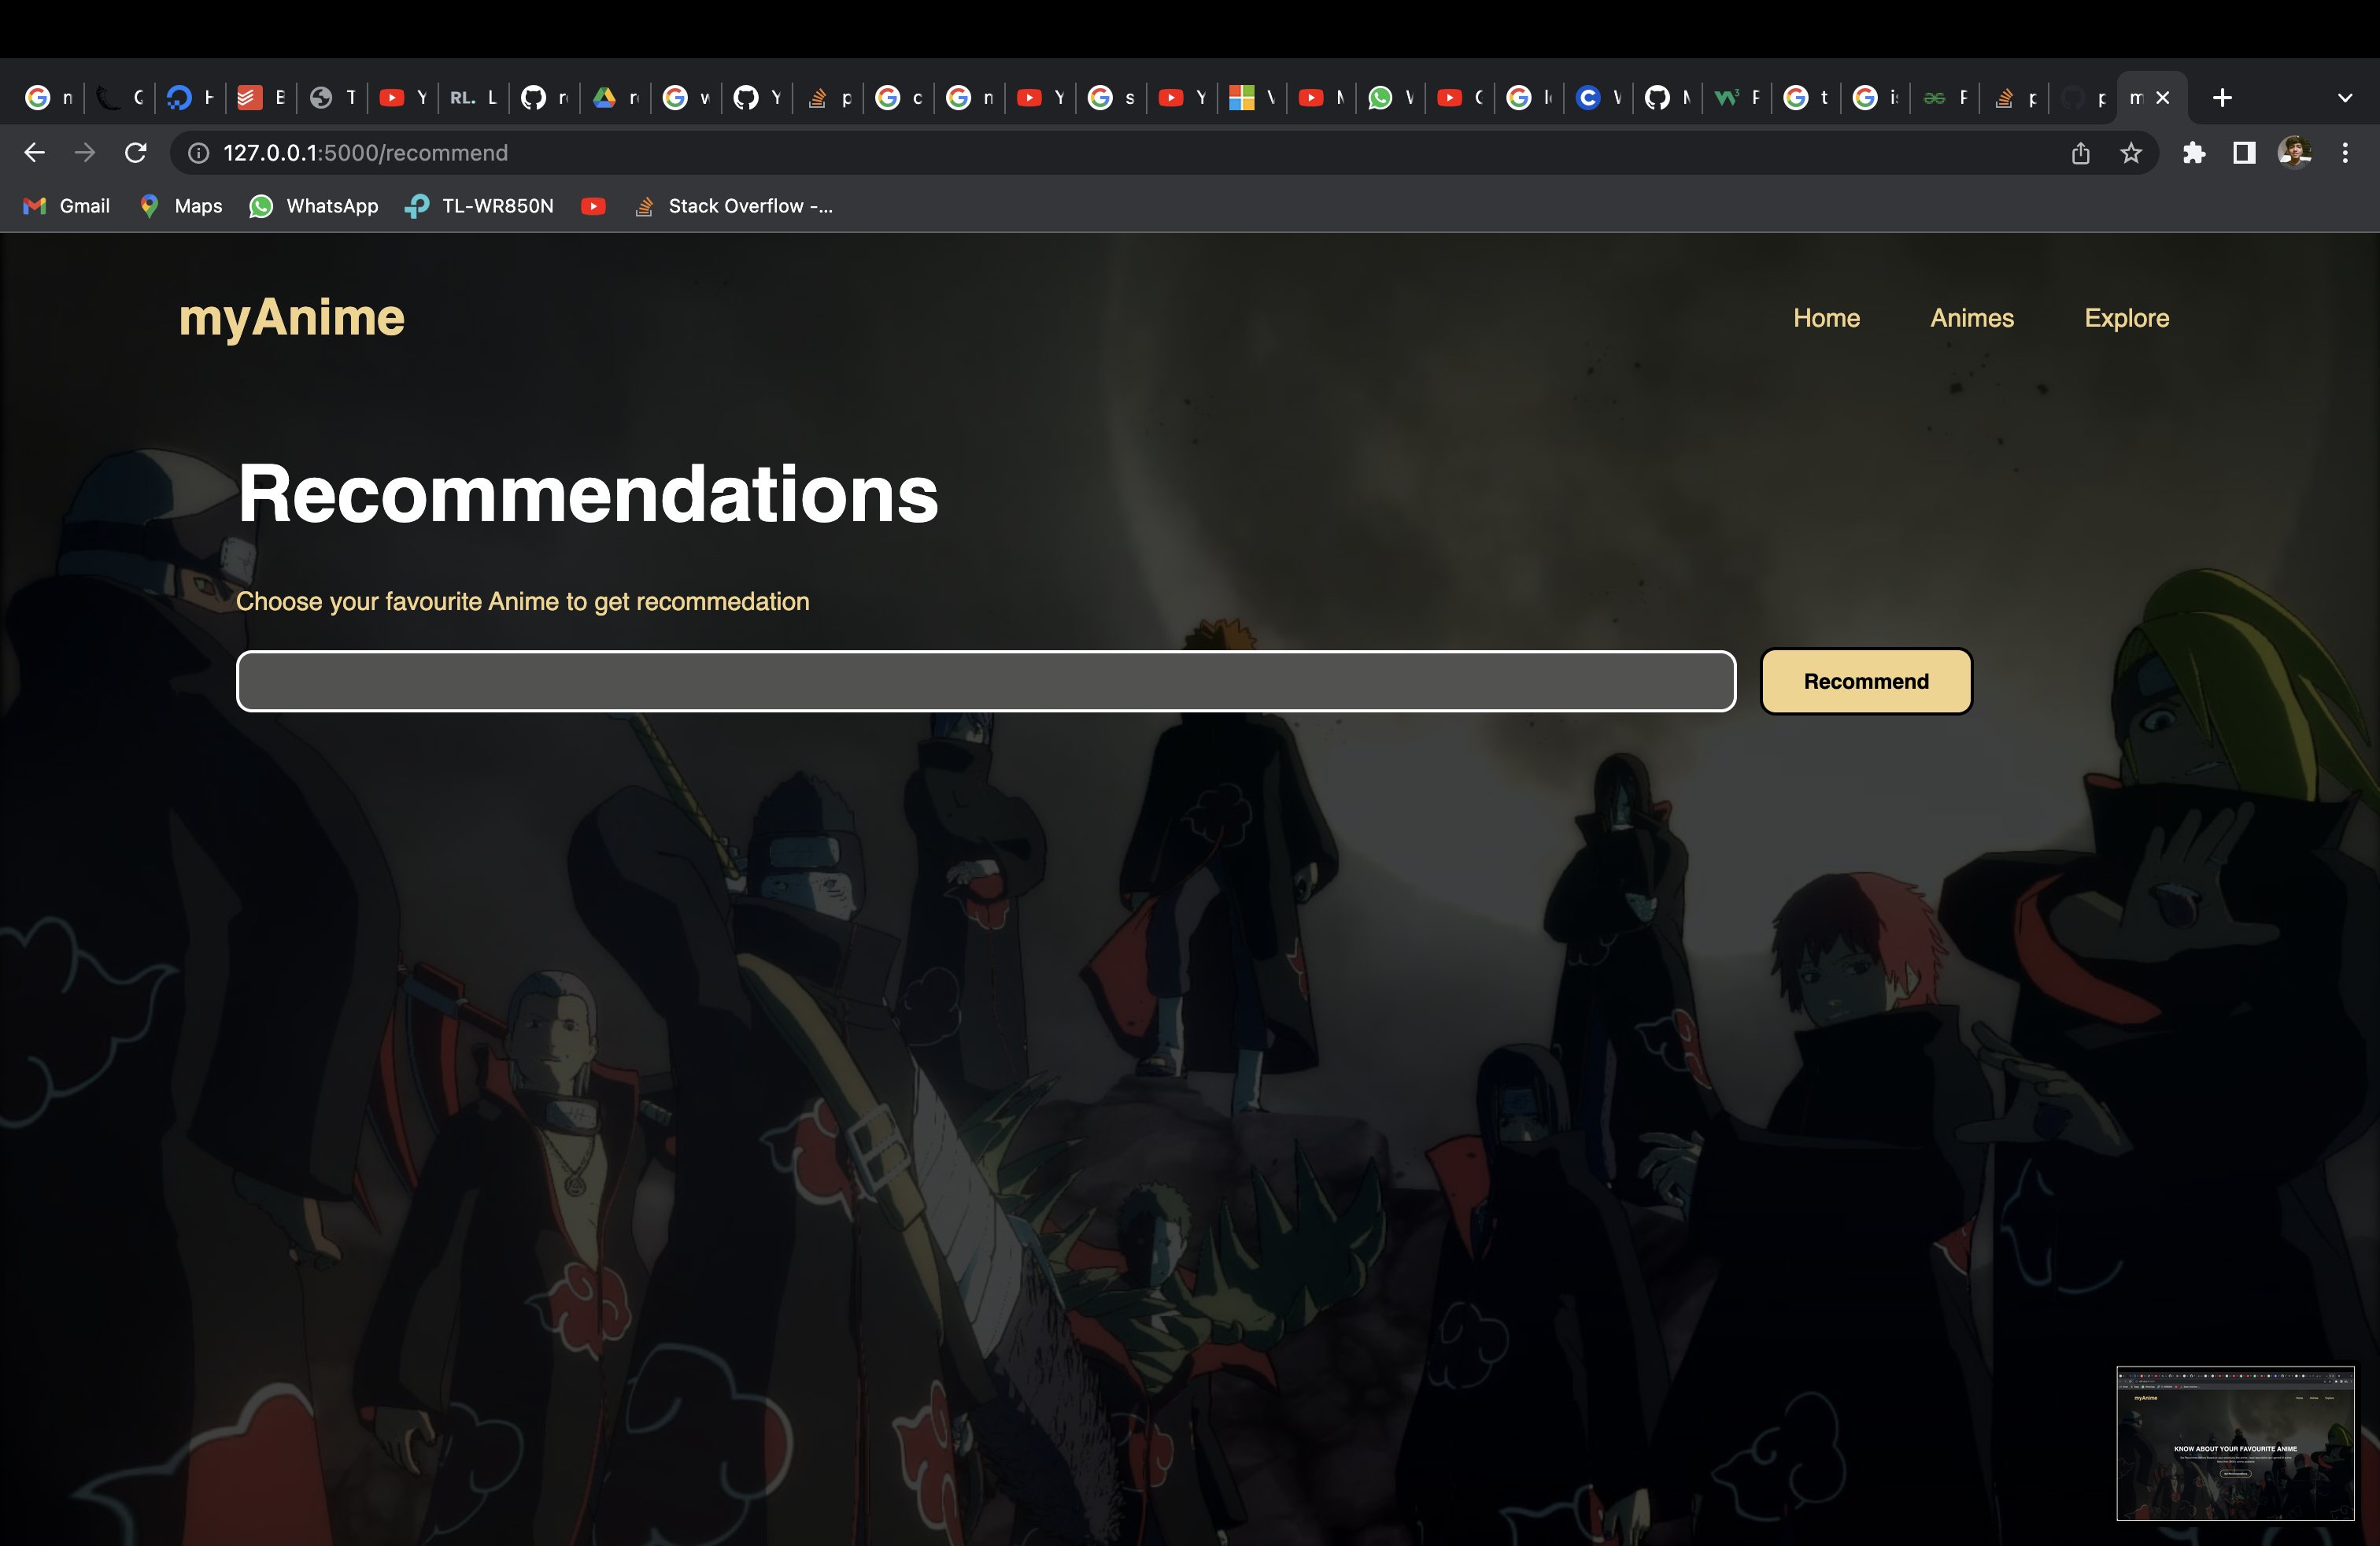 n C H E T Y RL. L r r w Y p c n Y s Y V M W C l W M F t i F p p m
127.0.0.1:5000/recommend
Gmail Maps WhatsApp TL-WR850N Stack Overflow -...
myAnime Home Animes Explore
Recommendations
Choose your favourite Anime to get recommedation
Recommend
myAnime
KNOW ABOUT YOUR FAVOURITE ANIME